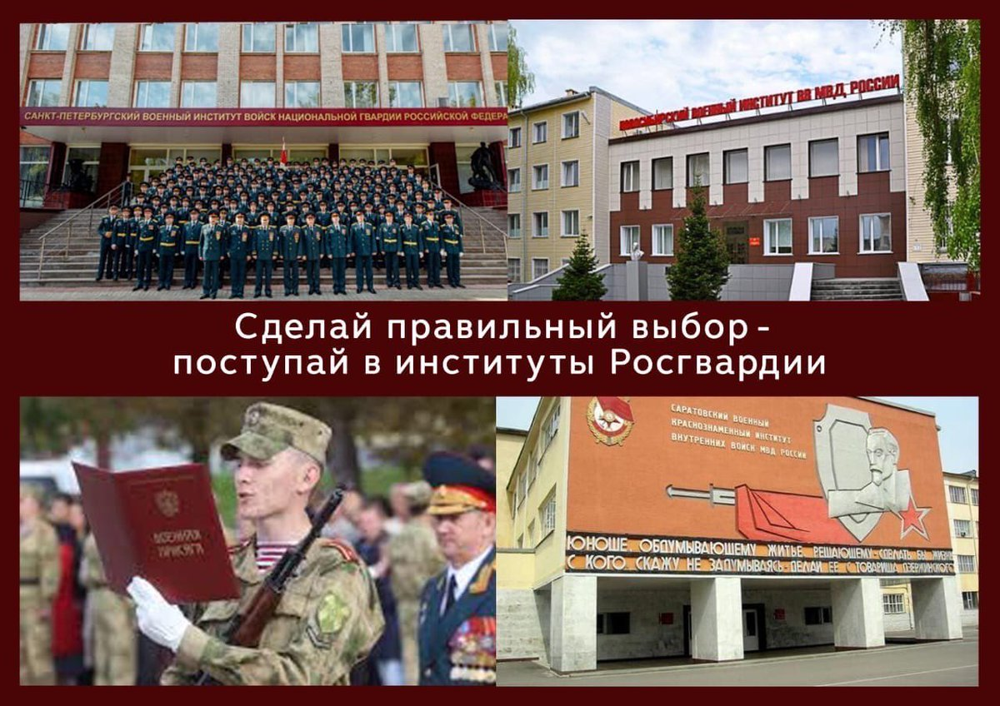 САНКТ-ПЕТЕРБУРГСКИЙ ВОЕННЫЙ ИНСТИТУТ ВОЙСК НАЦИОНАЛЬНОЙ ГВАРДИИ РОССИЙСКОЙ ФЕДЕРА
НОВОСИБИРСКИЙ ВОЕННЫЙ ИНСТИТУТ ВВ МВД РОССИИ
Сделай правильный выбор -
поступай в институты Росгвардии
ВОЕННАЯ
ПРИСЯГА
САРАТОВСКИЙ ВОЕННЫЙ
КРАСНОЗНАМЕННЫЙ ИНСТИТУТ
ВНУТРЕННИХ ВОЙСК МВД РОССИИ
ЮНОШЕ, ОБДУМЫВАЮЩЕМУ ЖИТЬЕ, РЕШАЮЩЕМУ - СДЕЛАТЬ БЫ ЖИЗНЬ
С КОГО, СКАЖУ НЕ ЗАДУМЫВАЯСЬ - ДЕЛАЙ ЕЕ С ТОВАРИЩА ДЗЕРЖИНСКОГО